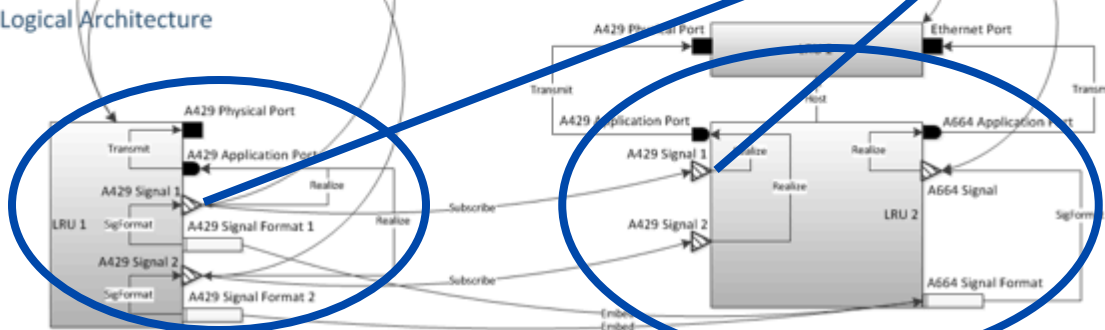 Logical Architecture
A429 Physical Port
Transmit
A429 Application Port
A429 Signal 1
Realize
SigFormat
LRU 1
A429 Signal Format 1
Realize
A429 Signal 2
SigFormat
A429 Signal Format 2
Subscribe
Subscribe
Embed
Embed
A429 Physical Port
Ethernet Port
Transmit
Host
A429 Application Port
A664 Application Port
A429 Signal 1
Realize
Realize
Realize
A664 Signal
A429 Signal 2
LRU 2
A664 Signal Format